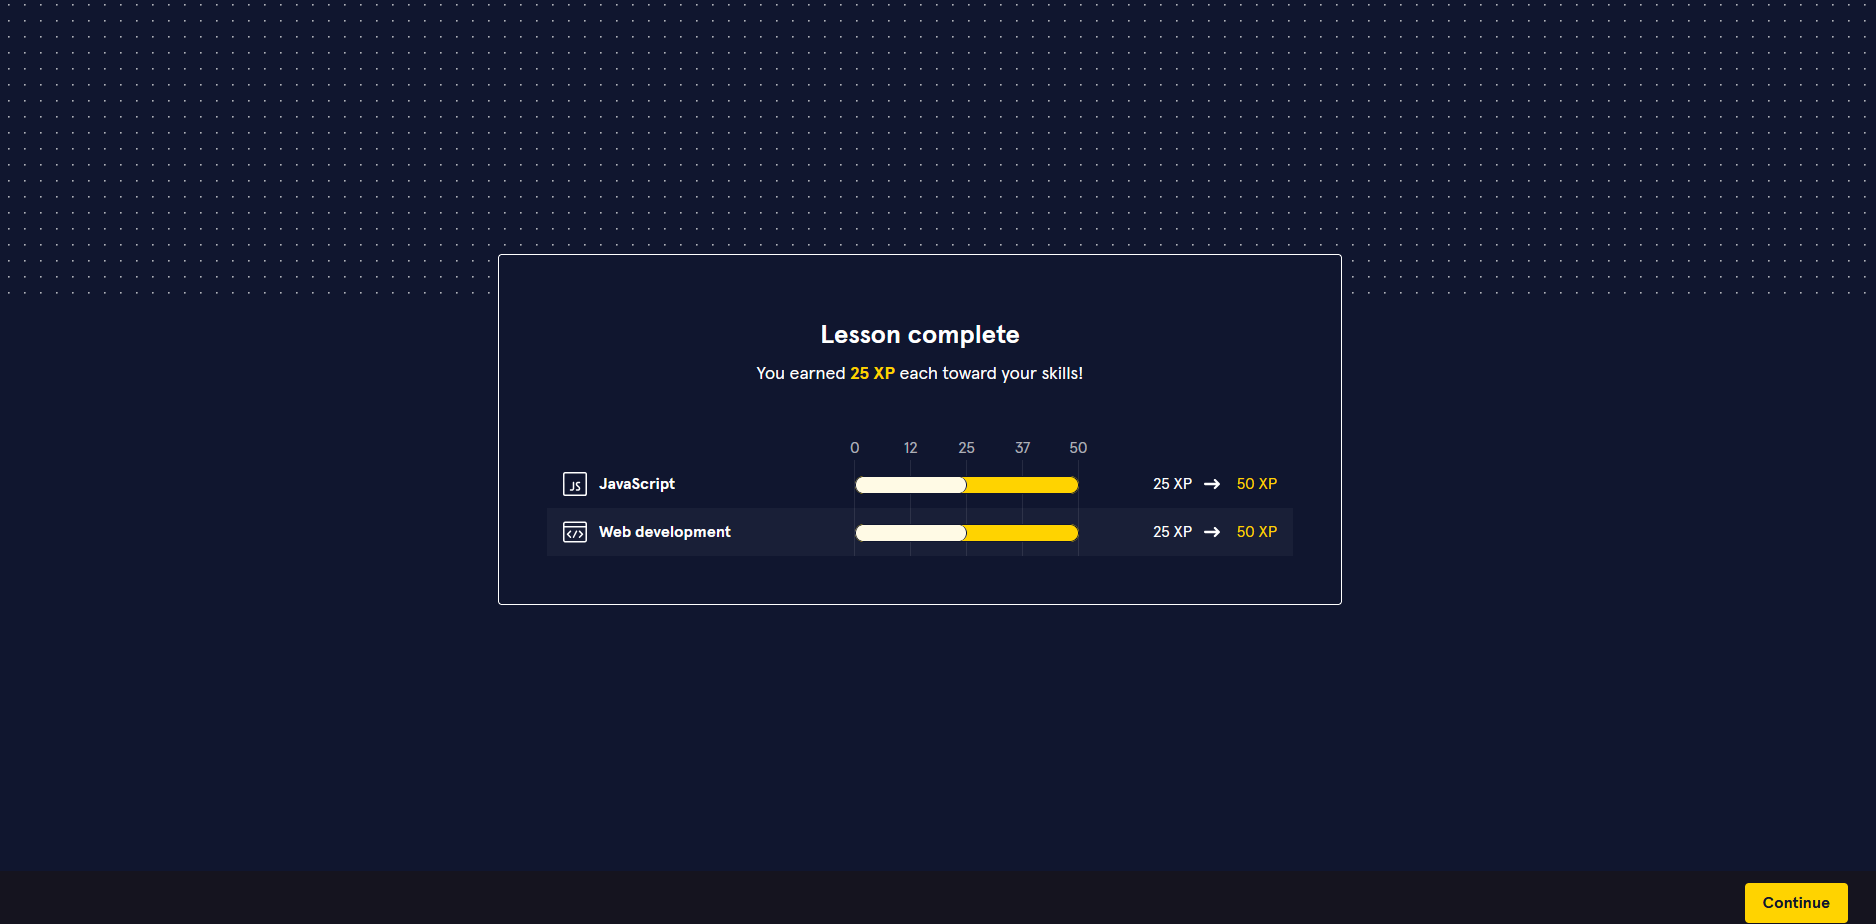 Lesson complete
You earned 25 XP each toward your skills!
0 12 25 37 50
JS JavaScript 25 XP → 50 XP
</> Web development 25 XP → 50 XP
Continue